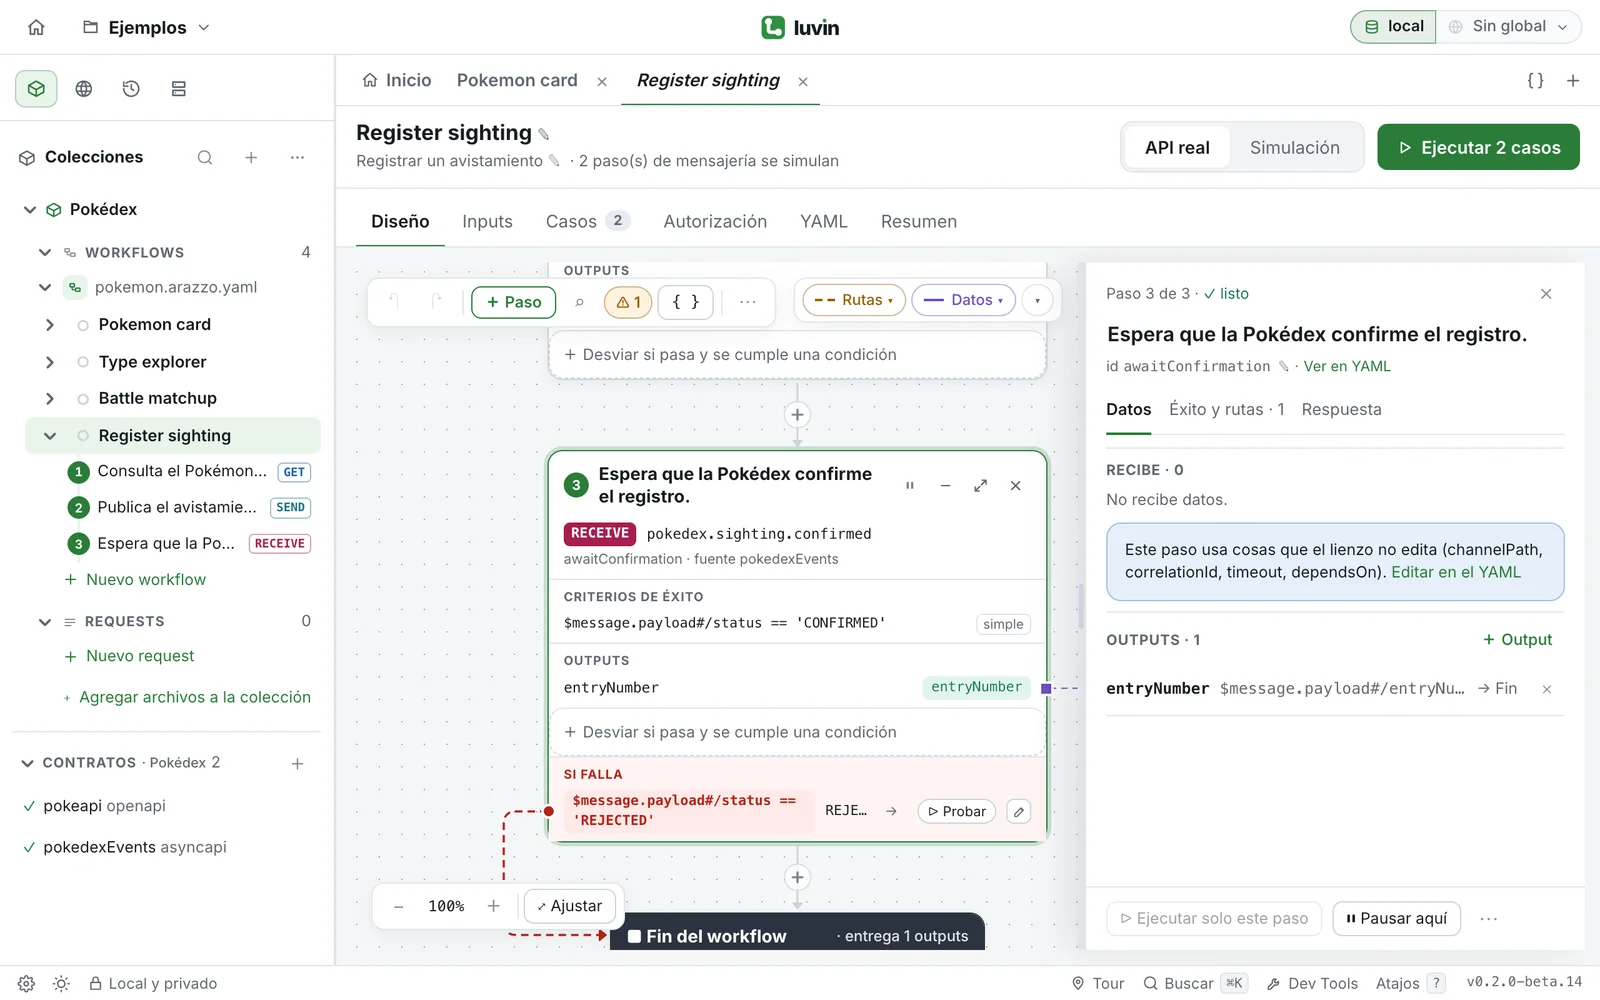 Ejemplos
luvin
local
Sin global
Inicio
Pokemon card
Register sighting
{ }
Colecciones
Register sighting
Registrar un avistamiento · 2 paso(s) de mensajería se simulan
API real
Simulación
Ejecutar 2 casos
Pokédex
WORKFLOWS 4
pokemon.arazzo.yaml
Pokemon card
Type explorer
Battle matchup
Register sighting
1 Consulta el Pokémon... GET
2 Publica el avistamie... SEND
3 Espera que la Po... RECEIVE
+ Nuevo workflow
REQUESTS 0
+ Nuevo request
+ Agregar archivos a la colección
CONTRATOS · Pokédex 2
pokeapi openapi
pokedexEvents asyncapi
Diseño
Inputs
Casos 2
Autorización
YAML
Resumen
OUTPUTS
+ Paso
1
{ }
...
Rutas
Datos
+ Desviar si pasa y se cumple una condición
3
Espera que la Pokédex confirme
el registro.
RECEIVE pokedex.sighting.confirmed
awaitConfirmation · fuente pokedexEvents
CRITERIOS DE ÉXITO
$message.payload#/status == 'CONFIRMED' simple
OUTPUTS
entryNumber entryNumber
+ Desviar si pasa y se cumple una condición
SI FALLA
$message.payload#/status ==
'REJECTED'
REJE... → Probar
− 100% + Ajustar
Fin del workflow · entrega 1 outputs
Paso 3 de 3 · ✓ listo
Espera que la Pokédex confirme el registro.
id awaitConfirmation · Ver en YAML
Datos
Éxito y rutas · 1
Respuesta
RECIBE · 0
No recibe datos.
Este paso usa cosas que el lienzo no edita (channelPath,
correlationId, timeout, dependsOn). Editar en el YAML
OUTPUTS · 1 + Output
entryNumber $message.payload#/entryNu... → Fin ×
Ejecutar solo este paso
Pausar aquí
...
Local y privado
Tour
Buscar ⌘K
Dev Tools
Atajos ?
v0.2.0-beta.14